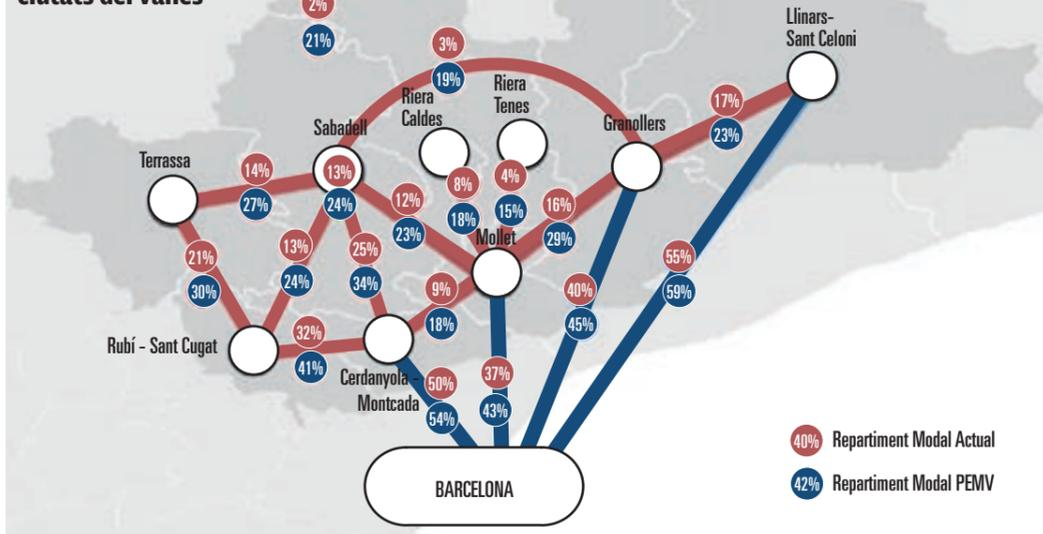 ciutats del Vallès
2%
21%
Llinars-
Sant Celoni
3%
19%
Riera
Caldes
Riera
Tenes
17%
23%
Sabadell
Granollers
Terrassa
14%
27%
13%
24%
8%
18%
4%
15%
12%
23%
16%
29%
Mollet
21%
30%
13%
24%
25%
34%
9%
18%
40%
45%
55%
59%
Rubí - Sant Cugat
32%
41%
Cerdanyola -
Montcada
50%
54%
37%
43%
BARCELONA
40% Repartiment Modal Actual
42% Repartiment Modal PEMV